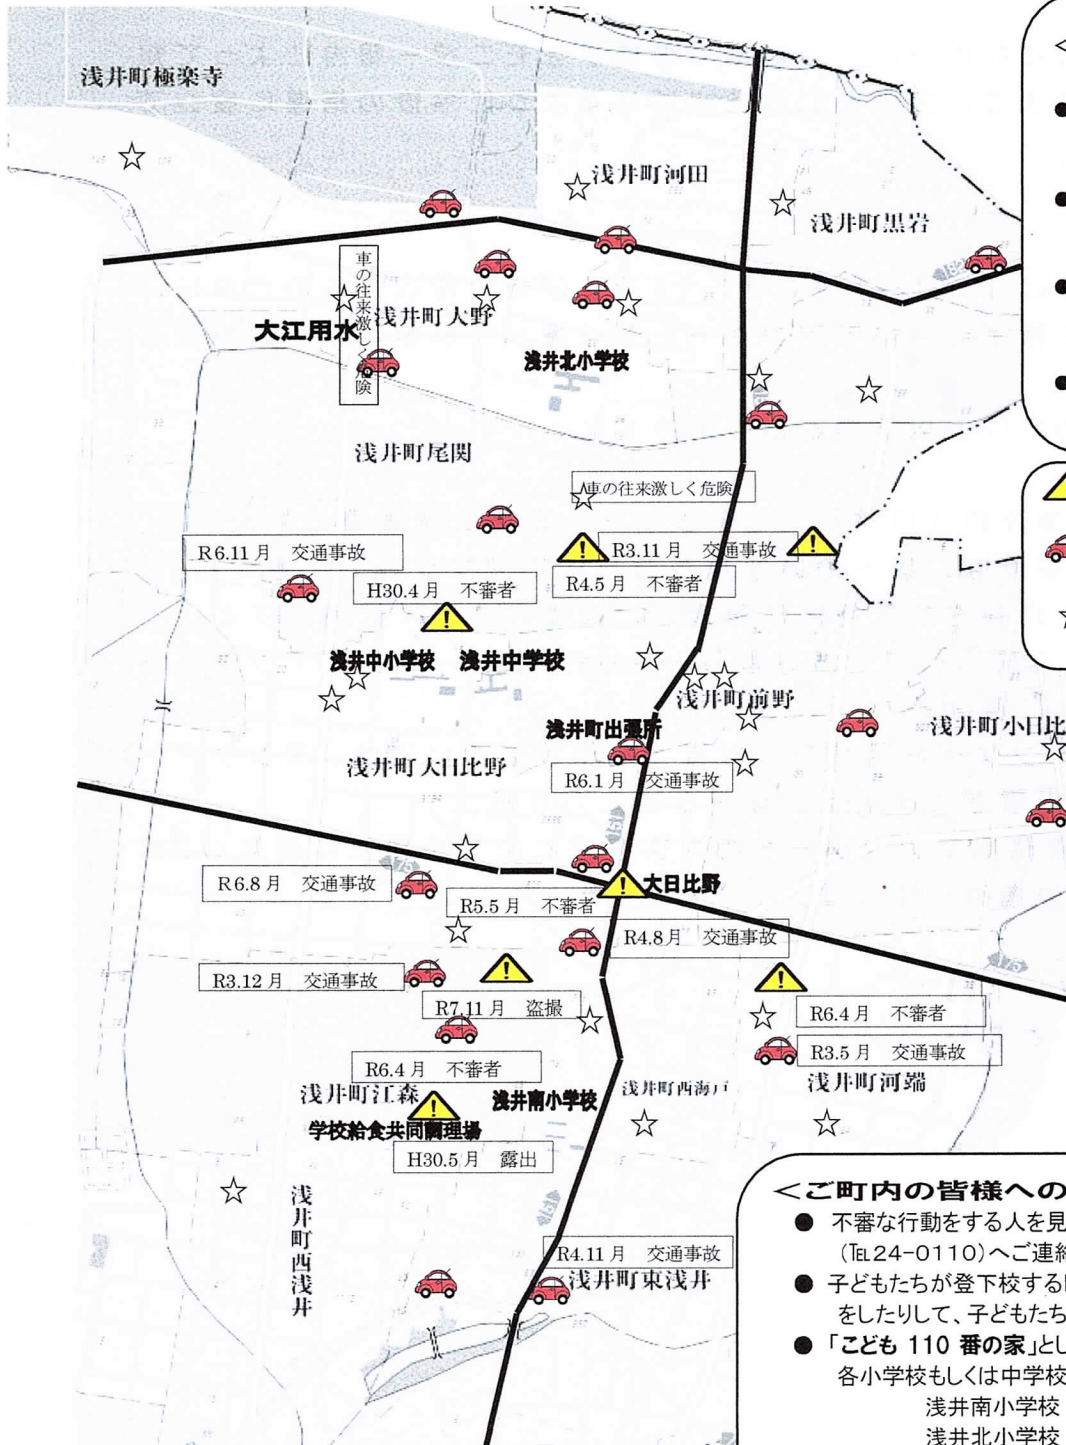 浅井町極楽寺
浅井町河田
浅井町黒岩
182
車の往来激しく危険
浅井町大野
大江用水
浅井北小学校
浅井町尾関
車の往来激しく危険
R6.11月 交通事故
R3.11月 交通事故
H30.4月 不審者
R4.5月 不審者
浅井中小学校 浅井中学校
浅井町前野
浅井町出張所
浅井町小日比
浅井町大日比野
R6.1月 交通事故
151
175
R6.8月 交通事故
大日比野
R5.5月 不審者
R4.8月 交通事故
175
R3.12月 交通事故
R7.11月 盗撮
R6.4月 不審者
R3.5月 交通事故
R6.4月 不審者
浅井町江森
浅井南小学校
浅井町西海戸
浅井町河端
学校給食共同調理場
H30.5月 露出
浅井町西浅井
151
R4.11月 交通事故
浅井町東浅井
<ご町内の皆様への
● 不審な行動をする人を見
(℡24-0110)へご連絡
● 子どもたちが登下校する
をしたりして、子どもたち
● 「こども 110 番の家」とし
各小学校もしくは中学校
浅井南小学校
浅井北小学校